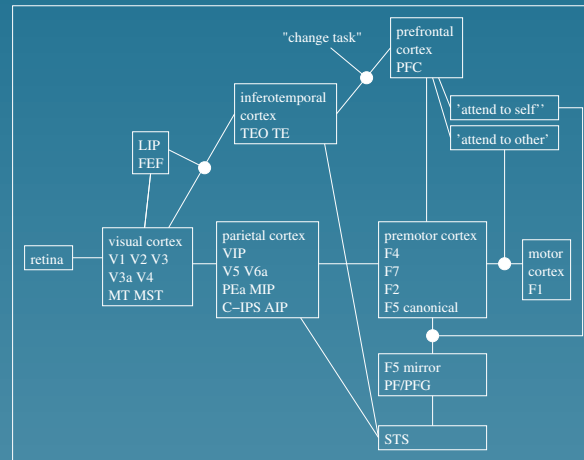 "change task"
prefrontal
cortex
PFC
inferotemporal
cortex
TEO TE
'attend to self''
'attend to other'
LIP
FEF
retina
visual cortex
V1 V2 V3
V3a V4
MT MST
parietal cortex
VIP
V5 V6a
PEa MIP
C−IPS AIP
premotor cortex
F4
F7
F2
F5 canonical
motor
cortex
F1
F5 mirror
PF/PFG
STS